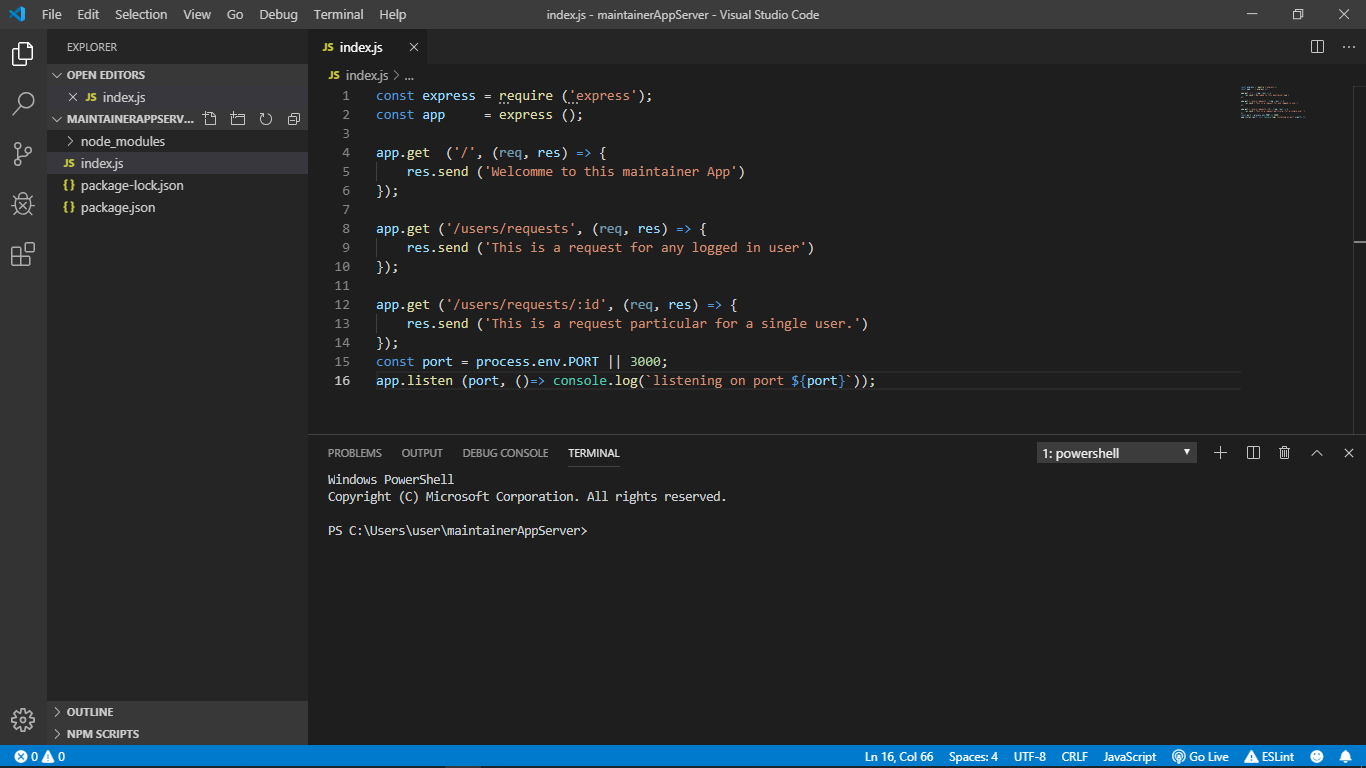 File Edit Selection View Go Debug Terminal Help index.js - maintainerAppServer - Visual Studio Code
EXPLORER
OPEN EDITORS
JS index.js
MAINTAINERAPPSERV...
node_modules
JS index.js
{} package-lock.json
{} package.json
OUTLINE
NPM SCRIPTS
JS index.js
JS index.js > ...
1 const express = require ('express');
2 const app     = express ();
3
4 app.get  ('/', (req, res) => {
5     res.send ('Welcomme to this maintainer App')
6 });
7
8 app.get ('/users/requests', (req, res) => {
9     res.send ('This is a request for any logged in user')
10 });
11
12 app.get ('/users/requests/:id', (req, res) => {
13     res.send ('This is a request particular for a single user.')
14 });
15 const port = process.env.PORT || 3000;
16 app.listen (port, ()=> console.log(`listening on port ${port}`));
PROBLEMS OUTPUT DEBUG CONSOLE TERMINAL 1: powershell
Windows PowerShell
Copyright (C) Microsoft Corporation. All rights reserved.
PS C:\Users\user\maintainerAppServer>
0 0 Ln 16, Col 66 Spaces: 4 UTF-8 CRLF JavaScript Go Live ESLint